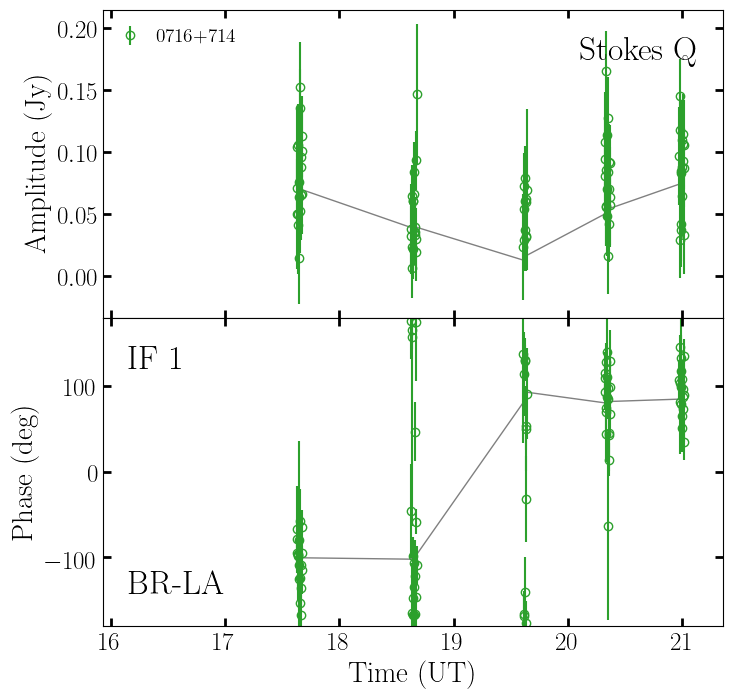 0716+714
Stokes Q
0.20
0.15
0.10
0.05
0.00
Amplitude (Jy)
IF 1
100
0
−100
Phase (deg)
BR-LA
16 17 18 19 20 21
Time (UT)